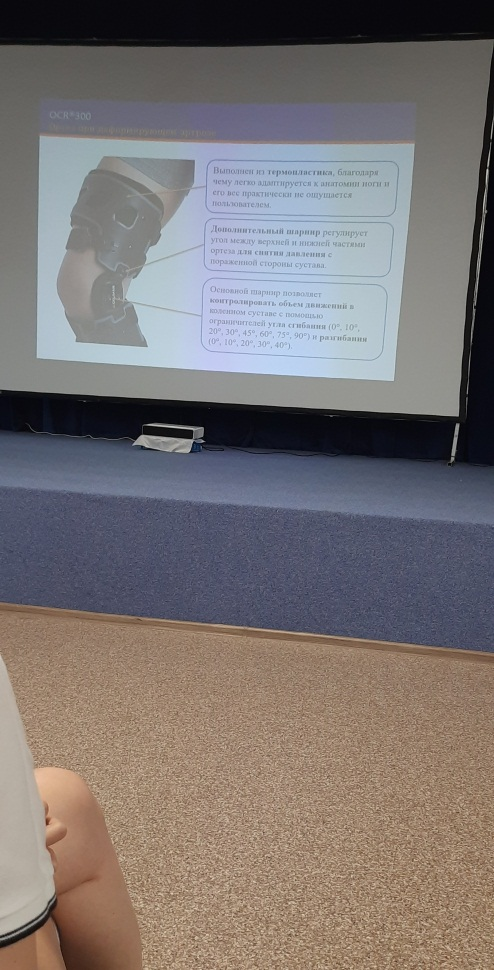 OCR®300
Выполнен из термопластика, благодаря
чему легко адаптируется к анатомии ноги и
его вес практически не ощущается
пользователем.
Дополнительный шарнир регулирует
угол между верхней и нижней частями
ортеза для снятия давления с
пораженной стороны сустава.
Основной шарнир позволяет
контролировать объем движений в
коленном суставе с помощью
ограничителей угла сгибания (0°, 10°,
20°, 30°, 45°, 60°, 75°, 90°) и разгибания
(0°, 10°, 20°, 30°, 40°).